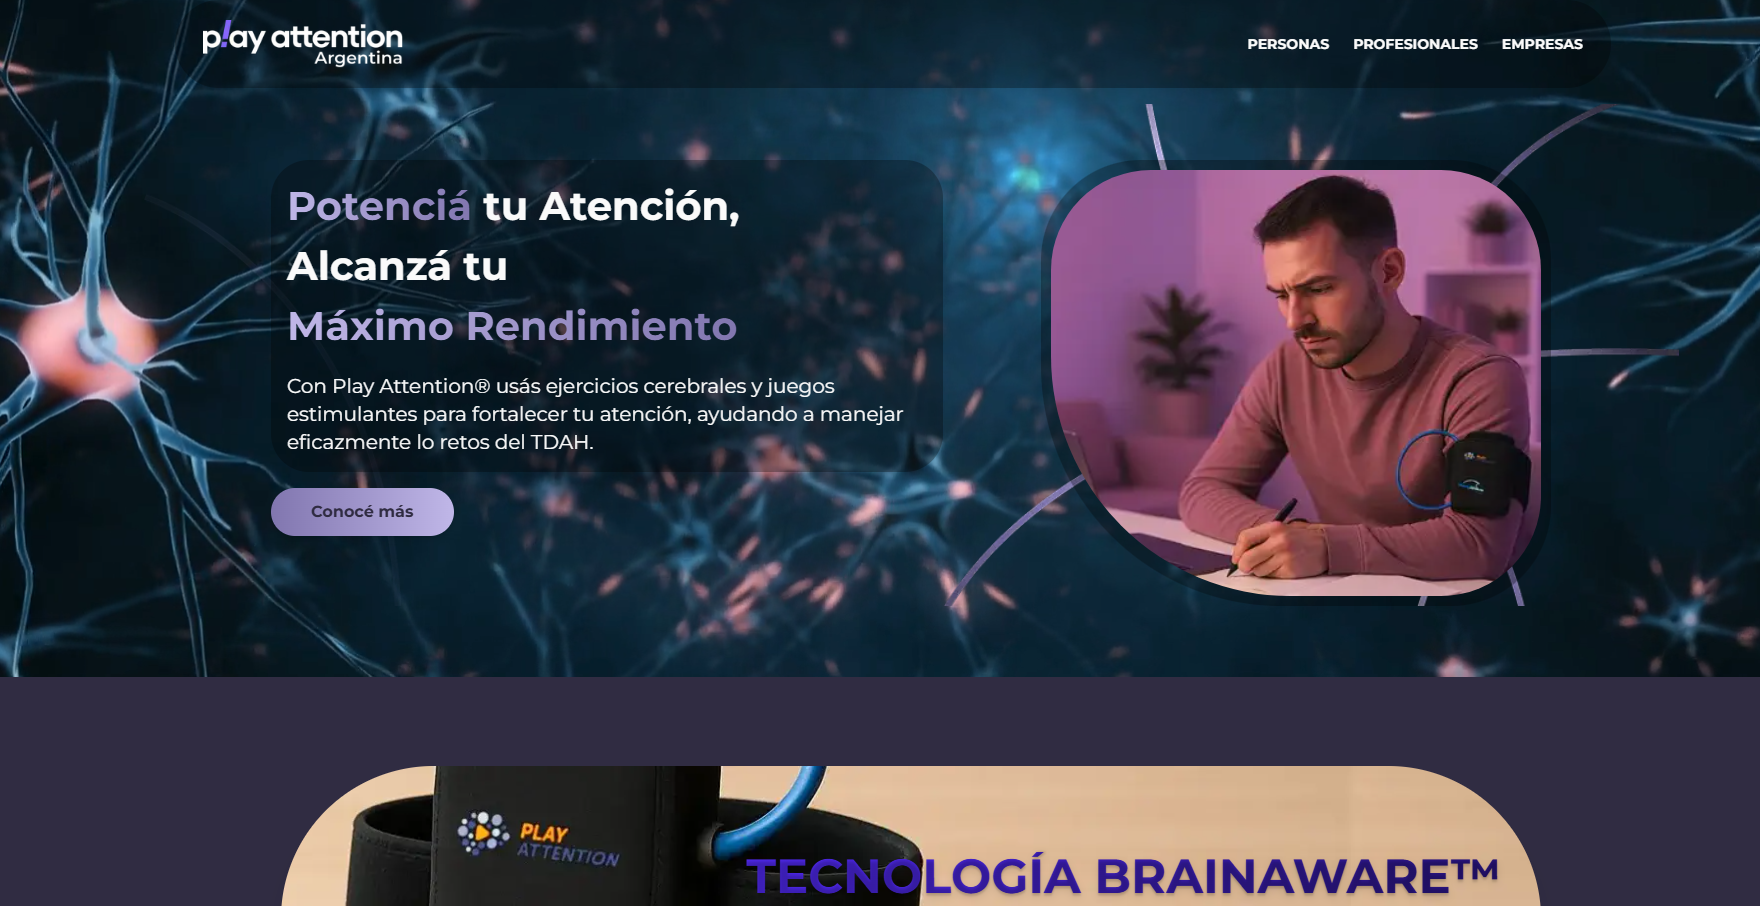 play attention
Argentina
PERSONAS PROFESIONALES EMPRESAS
Potenciá tu Atención,
Alcanzá tu
Máximo Rendimiento
Con Play Attention® usás ejercicios cerebrales y juegos
estimulantes para fortalecer tu atención, ayudando a manejar
eficazmente lo retos del TDAH.
Conocé más
PLAY
ATTENTION
TECNOLOGÍA BRAINAWARE™